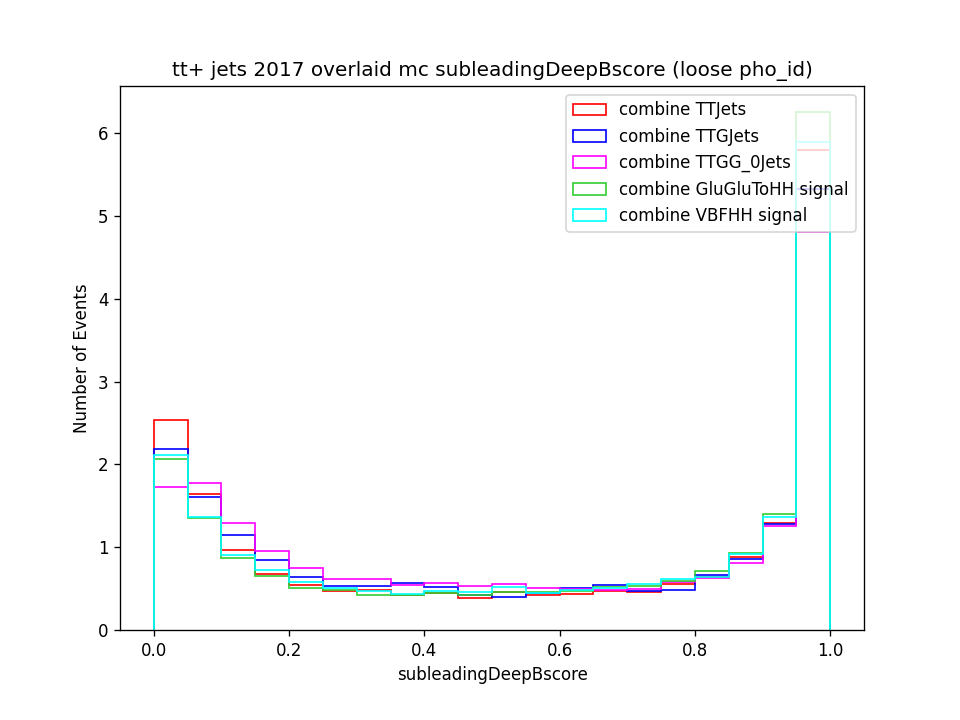 tt+ jets 2017 overlaid mc subleadingDeepBscore (loose pho_id)
combine TTJets
combine TTGJets
combine TTGG_0Jets
combine GluGluToHH signal
combine VBFHH signal
Number of Events
6
5
4
3
2
1
0
0.0 0.2 0.4 0.6 0.8 1.0
subleadingDeepBscore